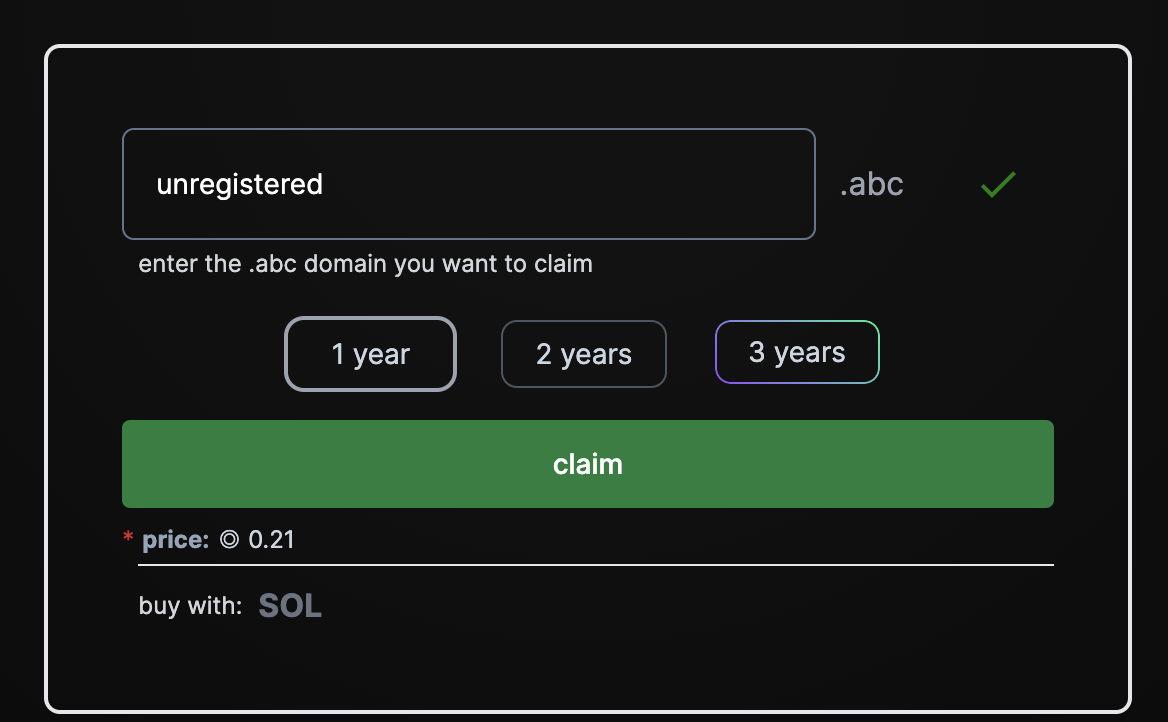 unregistered .abc
enter the .abc domain you want to claim
1 year 2 years 3 years
claim
* price: ◎ 0.21
buy with: SOL